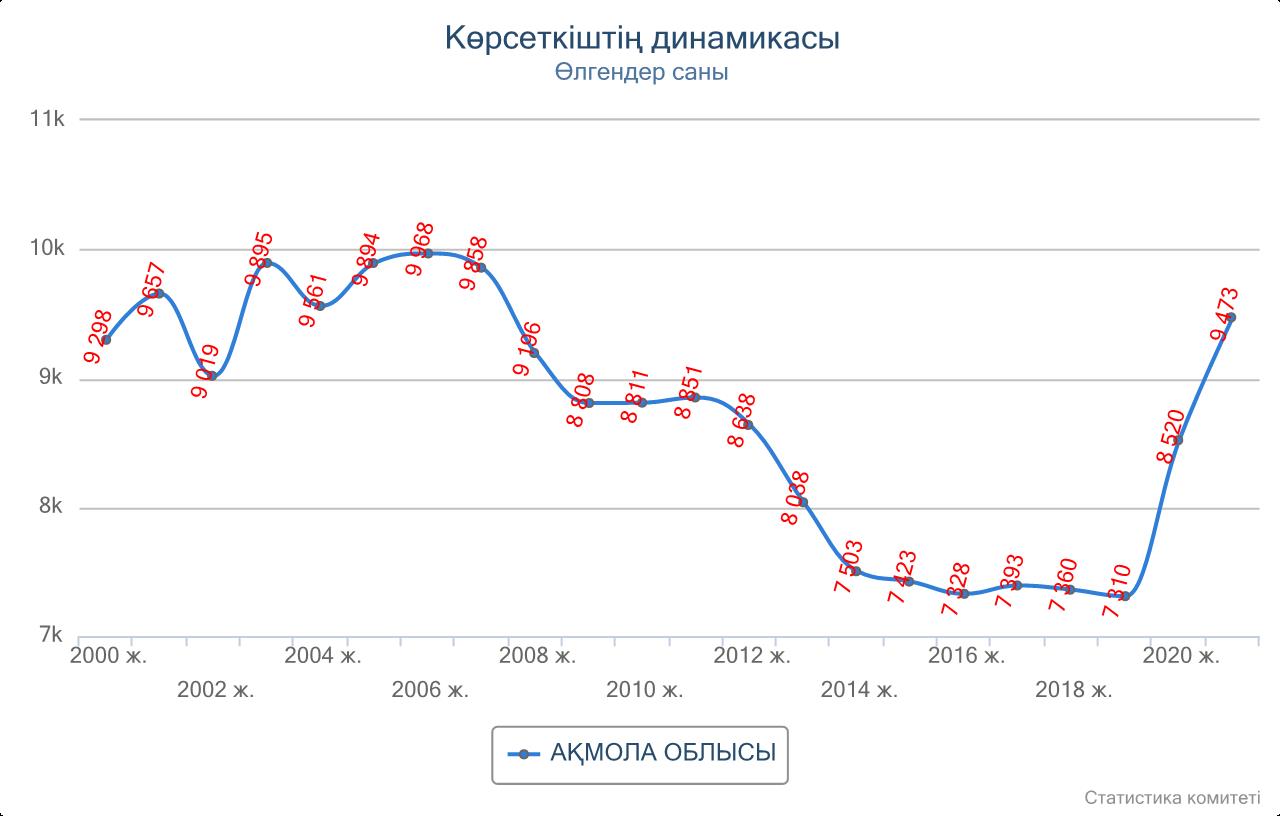 Көрсеткіштің динамикасы
Өлгендер саны
11k
10k
9k
8k
7k
9 298
9 657
9 019
9 895
9 561
9 894
9 968
9 858
9 196
8 808
8 811
8 851
8 638
8 038
7 503
7 423
7 328
7 393
7 360
7 310
8 520
9 473
2000 ж.
2004 ж.
2008 ж.
2012 ж.
2016 ж.
2020 ж.
2002 ж.
2006 ж.
2010 ж.
2014 ж.
2018 ж.
АҚМОЛА ОБЛЫСЫ
Статистика комитеті